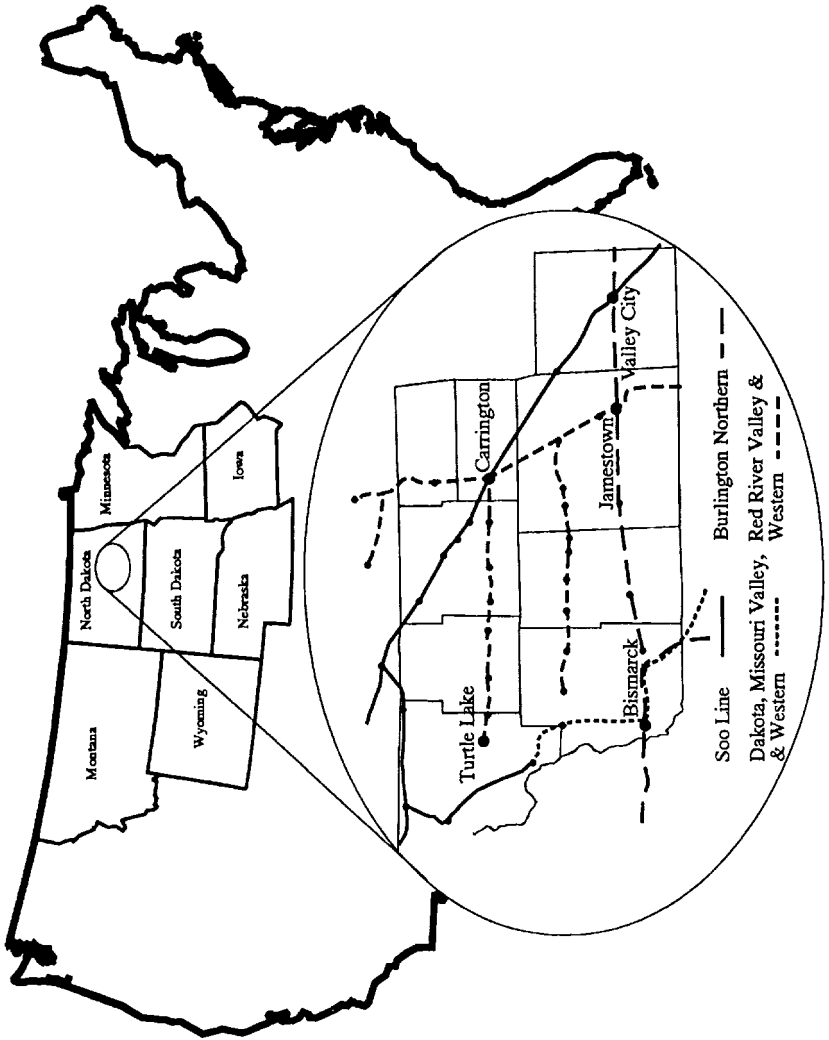 Montana
North Dakota
Minnesota
Wyoming
South Dakota
Iowa
Nebraska
Turtle Lake
Carrington
Bismarck
Jamestown
Valley City
Soo Line
Burlington Northern
Dakota, Missouri Valley,
& Western
Red River Valley &
Western